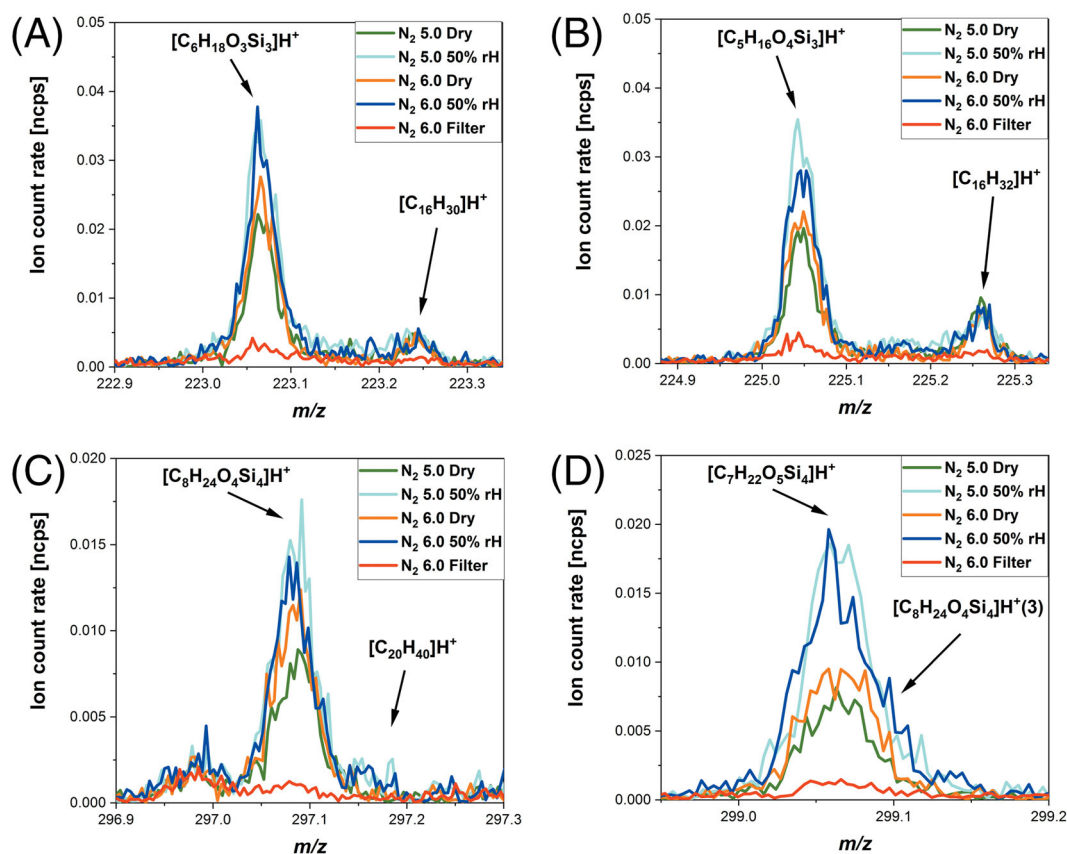 (A)
[C₆H₁₈O₃Si₃]H⁺
N₂ 5.0 Dry
N₂ 5.0 50% rH
N₂ 6.0 Dry
N₂ 6.0 50% rH
N₂ 6.0 Filter
[C₁₆H₃₀]H⁺
Ion count rate [ncps]
0.05
0.04
0.03
0.02
0.01
0.00
222.9 223.0 223.1 223.2 223.3
m/z
(B)
[C₅H₁₆O₄Si₃]H⁺
N₂ 5.0 Dry
N₂ 5.0 50% rH
N₂ 6.0 Dry
N₂ 6.0 50% rH
N₂ 6.0 Filter
[C₁₆H₃₂]H⁺
Ion count rate [ncps]
0.05
0.04
0.03
0.02
0.01
0.00
224.9 225.0 225.1 225.2 225.3
m/z
(C)
[C₈H₂₄O₄Si₄]H⁺
N₂ 5.0 Dry
N₂ 5.0 50% rH
N₂ 6.0 Dry
N₂ 6.0 50% rH
N₂ 6.0 Filter
[C₂₀H₄₀]H⁺
Ion count rate [ncps]
0.020
0.015
0.010
0.005
0.000
296.9 297.0 297.1 297.2 297.3
m/z
(D)
[C₇H₂₂O₅Si₄]H⁺
N₂ 5.0 Dry
N₂ 5.0 50% rH
N₂ 6.0 Dry
N₂ 6.0 50% rH
N₂ 6.0 Filter
[C₈H₂₄O₄Si₄]H⁺(3)
Ion count rate [ncps]
0.025
0.020
0.015
0.010
0.005
0.000
299.0 299.1 299.2
m/z